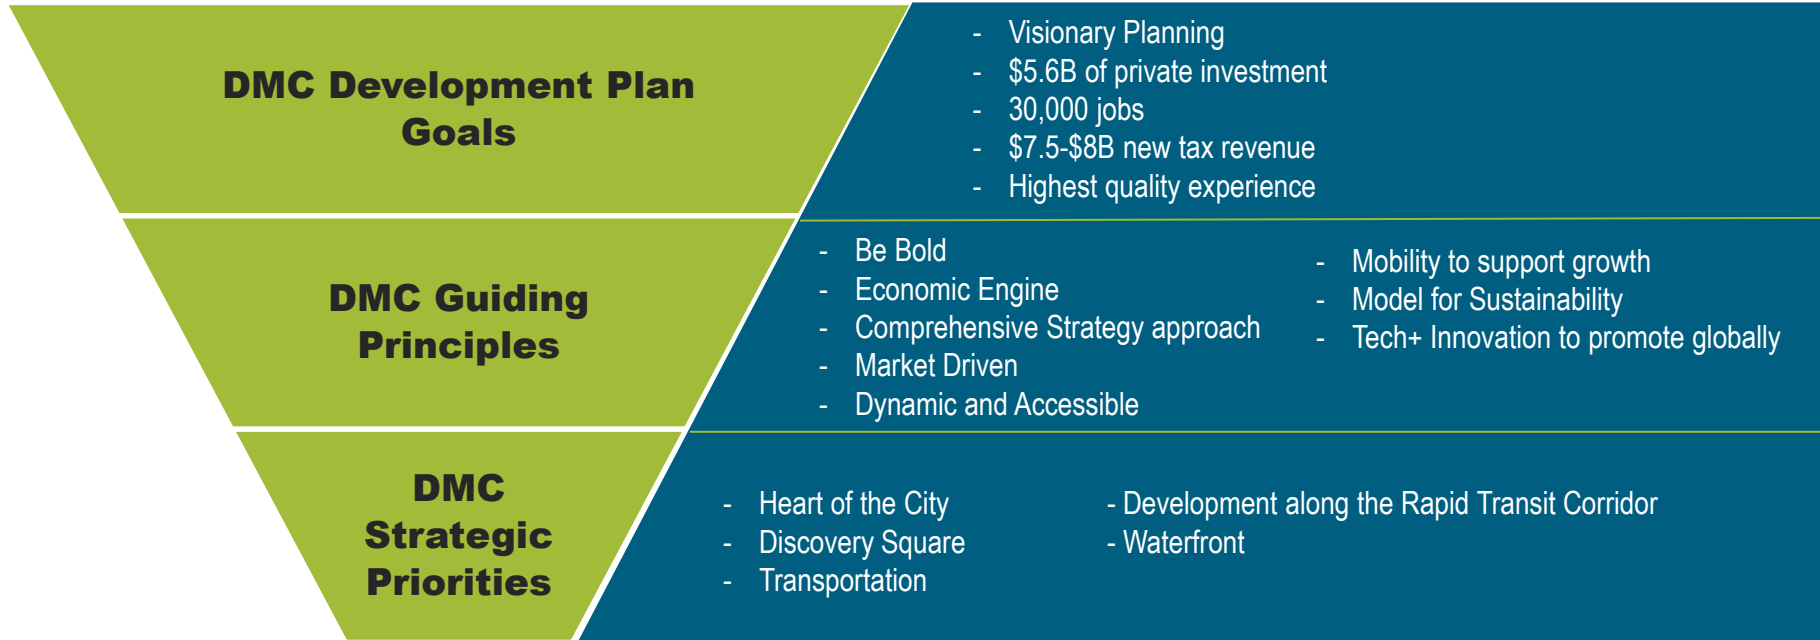 DMC Development Plan
Goals
- Visionary Planning
- $5.6B of private investment
- 30,000 jobs
- $7.5-$8B new tax revenue
- Highest quality experience
DMC Guiding
Principles
- Be Bold
- Economic Engine
- Comprehensive Strategy approach
- Market Driven
- Dynamic and Accessible
- Mobility to support growth
- Model for Sustainability
- Tech+ Innovation to promote globally
DMC
Strategic
Priorities
- Heart of the City
- Discovery Square
- Transportation
- Development along the Rapid Transit Corridor
- Waterfront